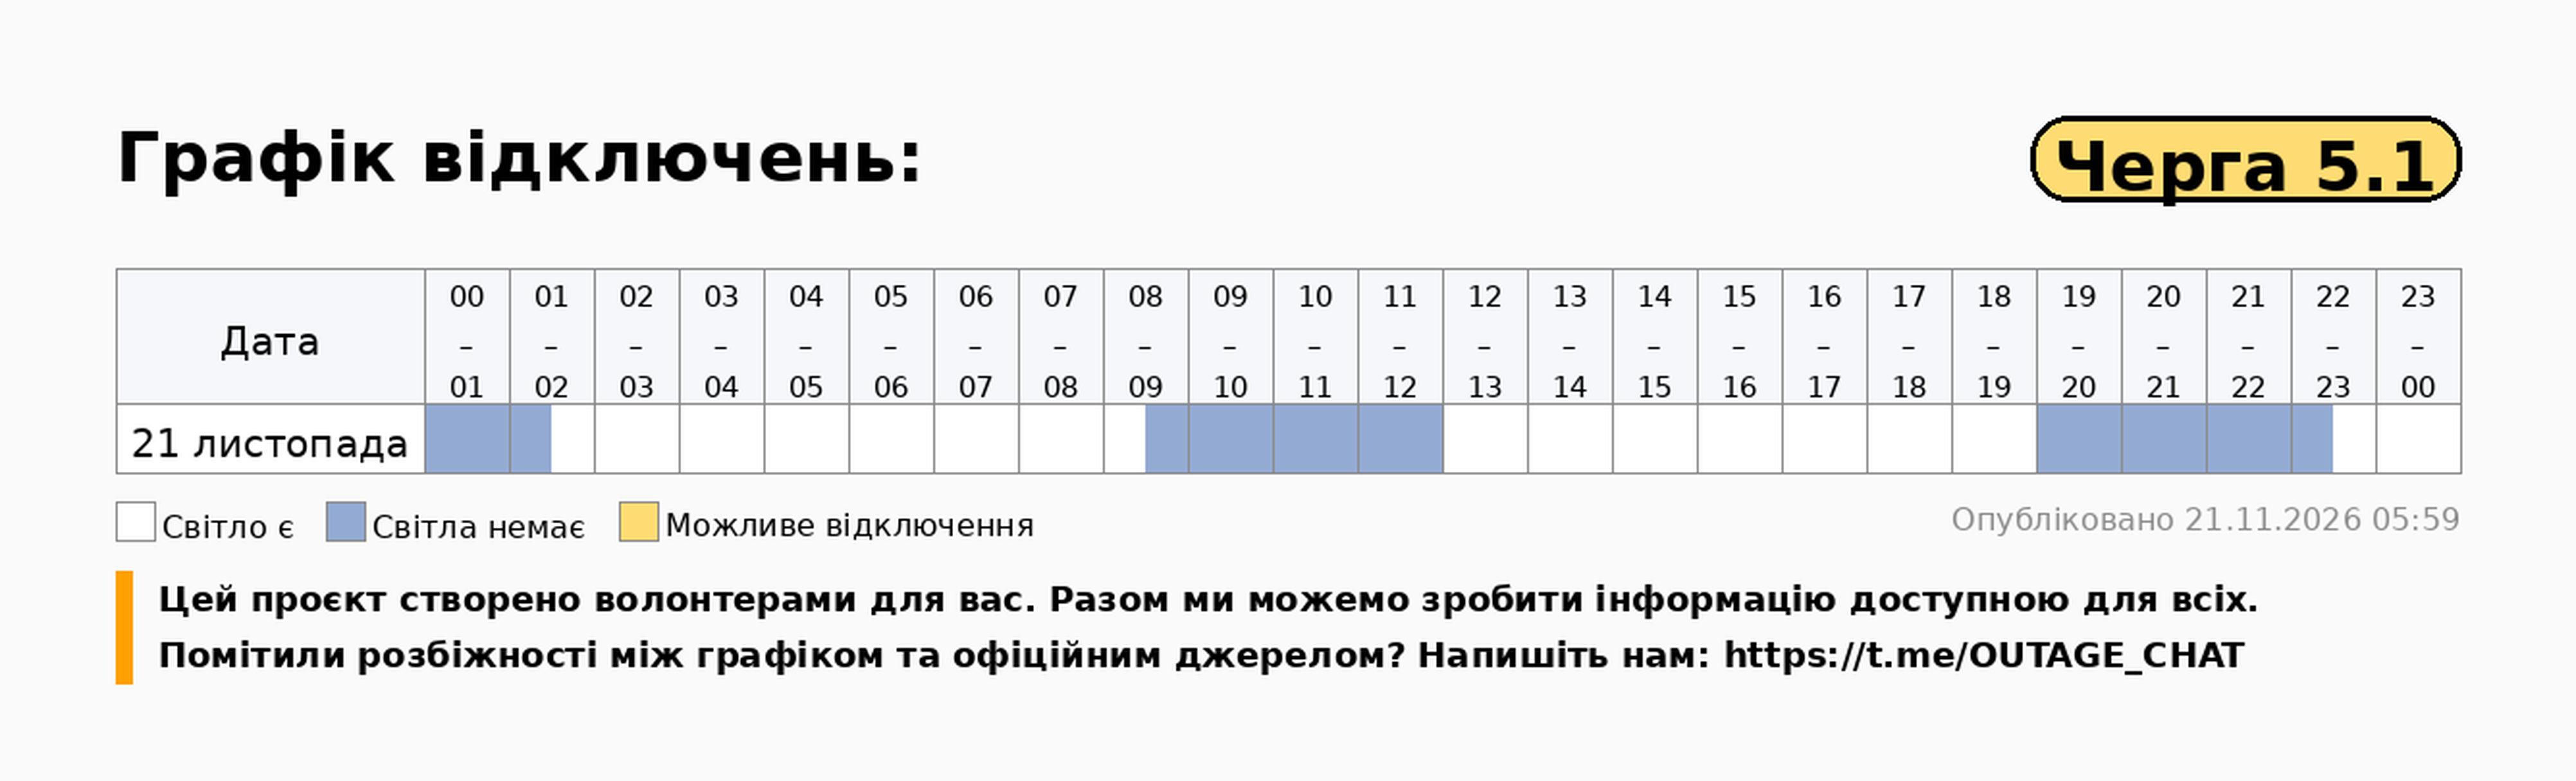 Графік відключень:
Черга 5.1
Дата
00 – 01
01 – 02
02 – 03
03 – 04
04 – 05
05 – 06
06 – 07
07 – 08
08 – 09
09 – 10
10 – 11
11 – 12
12 – 13
13 – 14
14 – 15
15 – 16
16 – 17
17 – 18
18 – 19
19 – 20
20 – 21
21 – 22
22 – 23
23 – 00
21 листопада
Світло є
Світла немає
Можливе відключення
Опубліковано 21.11.2026 05:59
Цей проєкт створено волонтерами для вас. Разом ми можемо зробити інформацію доступною для всіх.
Помітили розбіжності між графіком та офіційним джерелом? Напишіть нам: https://t.me/OUTAGE_CHAT